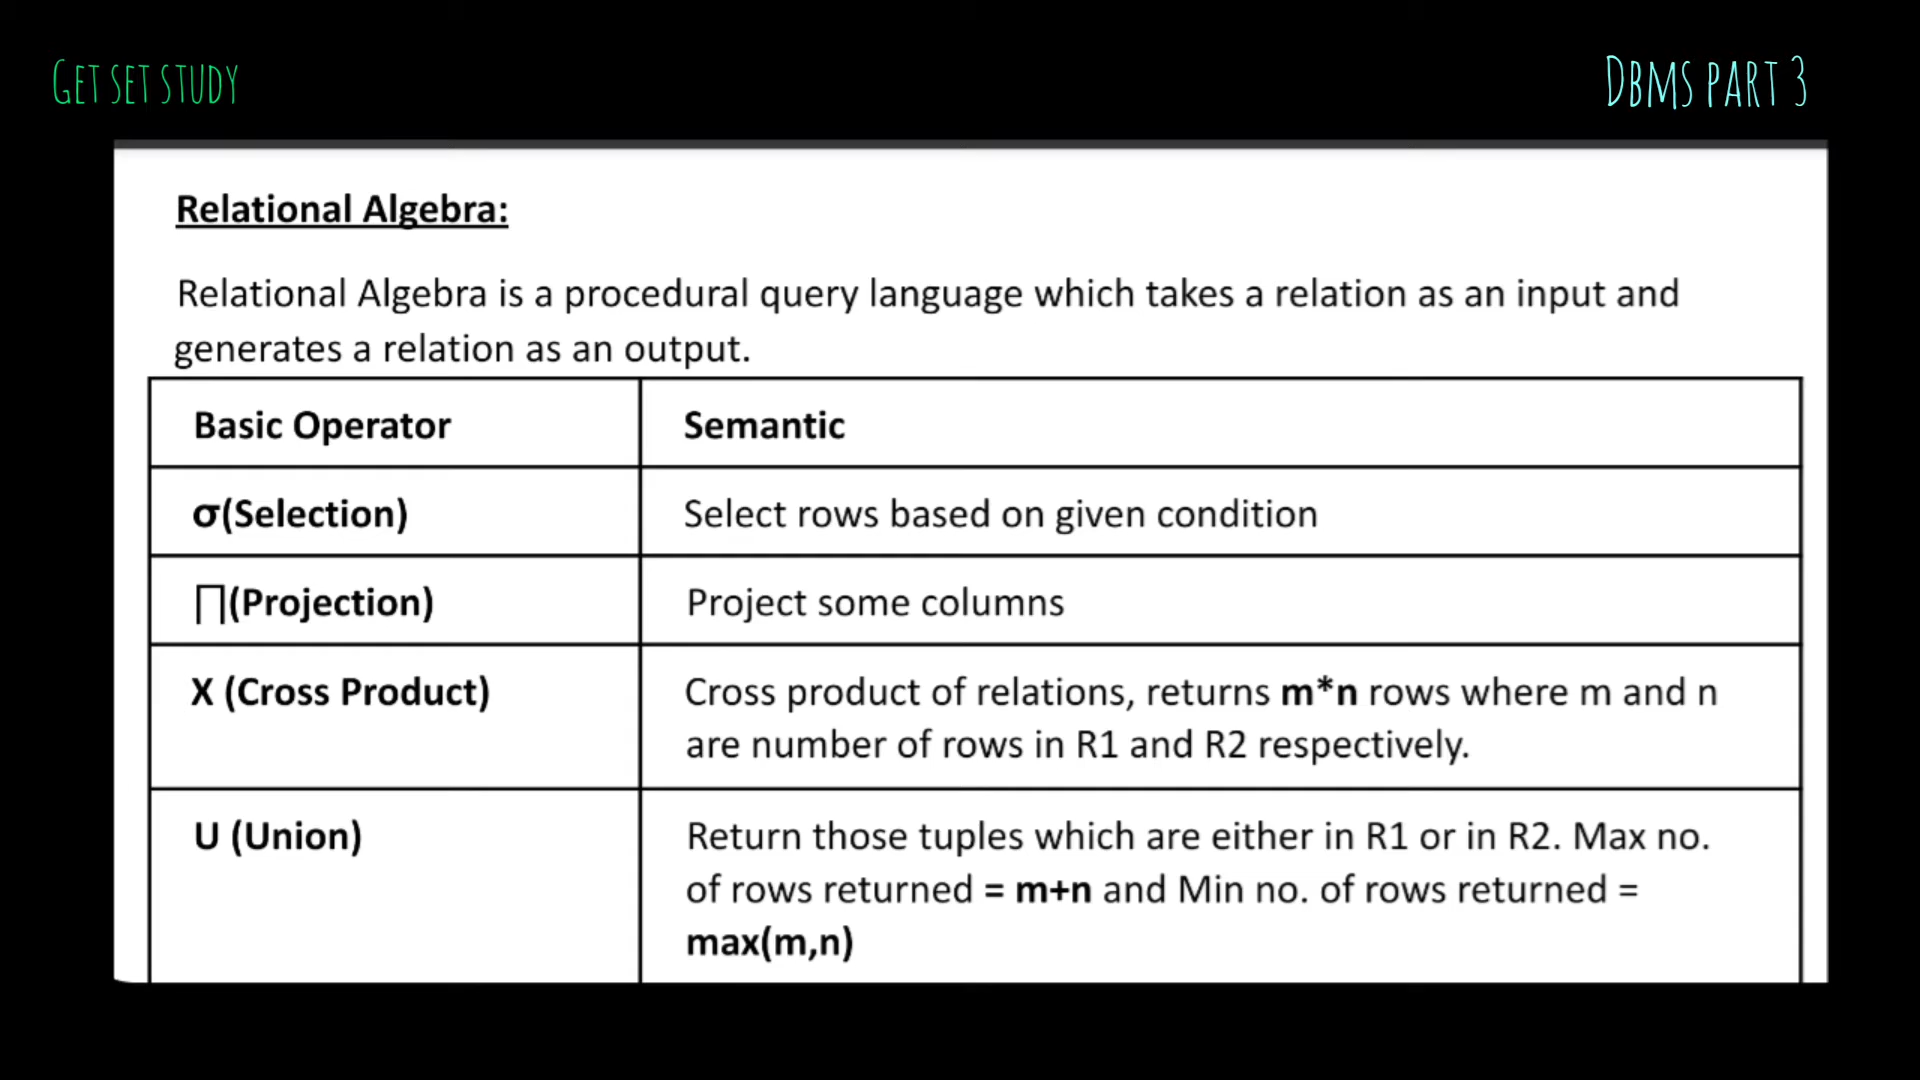 GET SET STUDY
DBMS PART 3
Relational Algebra:
Relational Algebra is a procedural query language which takes a relation as an input and
generates a relation as an output.
Basic Operator
Semantic
σ(Selection)
Select rows based on given condition
∏(Projection)
Project some columns
X (Cross Product)
Cross product of relations, returns m*n rows where m and n
are number of rows in R1 and R2 respectively.
U (Union)
Return those tuples which are either in R1 or in R2. Max no.
of rows returned = m+n and Min no. of rows returned =
max(m,n)